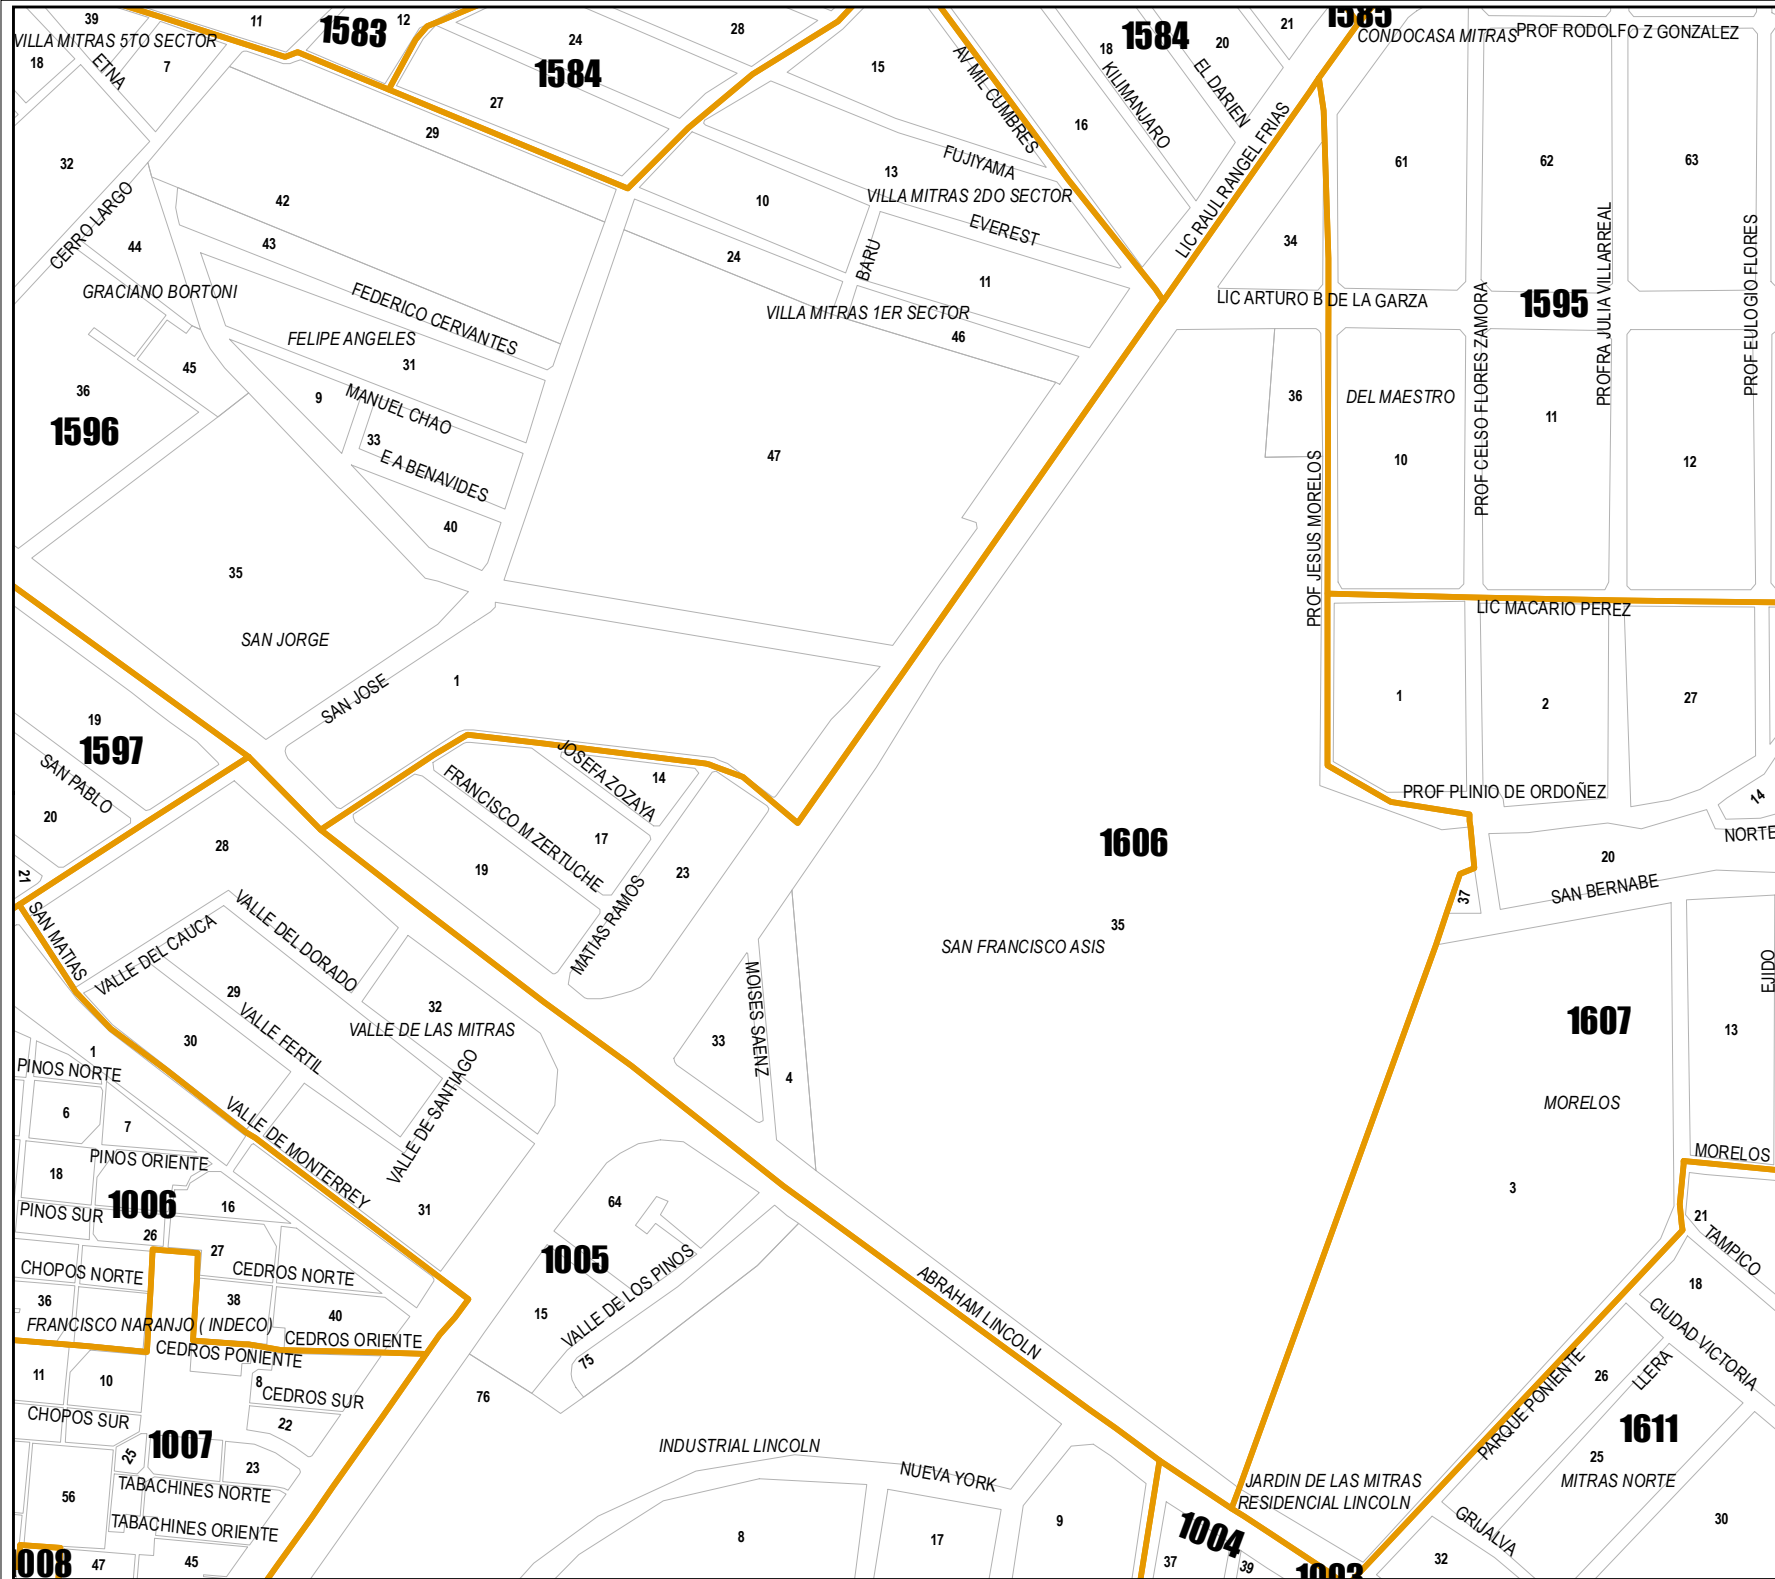 39
11
1583
12
28
1584
21
1585
VILLA MITRAS 5TO SECTOR
24
18
20
CONDOCASA MITRAS
PROF RODOLFO Z GONZALEZ
18
ETNA
7
1584
27
15
AV MIL CUMBRES
KILIMANJARO
EL DARIEN
29
16
LIC RAUL RANGEL FRIAS
32
FUJIYAMA
61
62
63
13
42
10
VILLA MITRAS 2DO SECTOR
CERRO LARGO
44
43
EVEREST
34
24
BARU
11
PROFRA JULIA VILLARREAL
PROF EULOGIO FLORES
GRACIANO BORTONI
FEDERICO CERVANTES
VILLA MITRAS 1ER SECTOR
LIC ARTURO B DE LA GARZA
1595
FELIPE ANGELES
46
PROF CELSO FLORES ZAMORA
31
45
36
9
MANUEL CHAO
36
DEL MAESTRO
11
1596
33
E A BENAVIDES
47
10
12
40
PROF JESUS MORELOS
35
LIC MACARIO PEREZ
SAN JORGE
SAN JOSE
1
1
2
27
19
1597
SAN PABLO
JOSEFA ZOZAYA
14
FRANCISCO M ZERTUCHE
PROF PLINIO DE ORDOÑEZ
14
20
17
1606
NORTE
28
19
23
20
21
SAN BERNABE
37
SAN MATIAS
VALLE DEL CAUCA
VALLE DEL DORADO
MATIAS RAMOS
35
SAN FRANCISCO ASIS
EJIDO
29
32
MOISES SAENZ
1607
30
VALLE FERTIL
VALLE DE LAS MITRAS
33
13
1
PINOS NORTE
4
6
7
VALLE DE MONTERREY
VALLE DE SANTIAGO
MORELOS
PINOS ORIENTE
MORELOS
18
1006
16
64
3
PINOS SUR
31
26
27
21
TAMPICO
1005
CHOPOS NORTE
CEDROS NORTE
VALLE DE LOS PINOS
ABRAHAM LINCOLN
18
36
38
40
15
CIUDAD VICTORIA
FRANCISCO NARANJO ( INDECO)
CEDROS ORIENTE
CEDROS PONIENTE
75
PARQUE PONIENTE
26
LLERA
11
10
8
CEDROS SUR
76
CHOPOS SUR
22
1611
1007
INDUSTRIAL LINCOLN
25
25
23
NUEVA YORK
JARDIN DE LAS MITRAS
MITRAS NORTE
TABACHINES NORTE
RESIDENCIAL LINCOLN
56
TABACHINES ORIENTE
8
17
9
1004
GRIJALVA
30
1008
47
45
37
39
1003
32